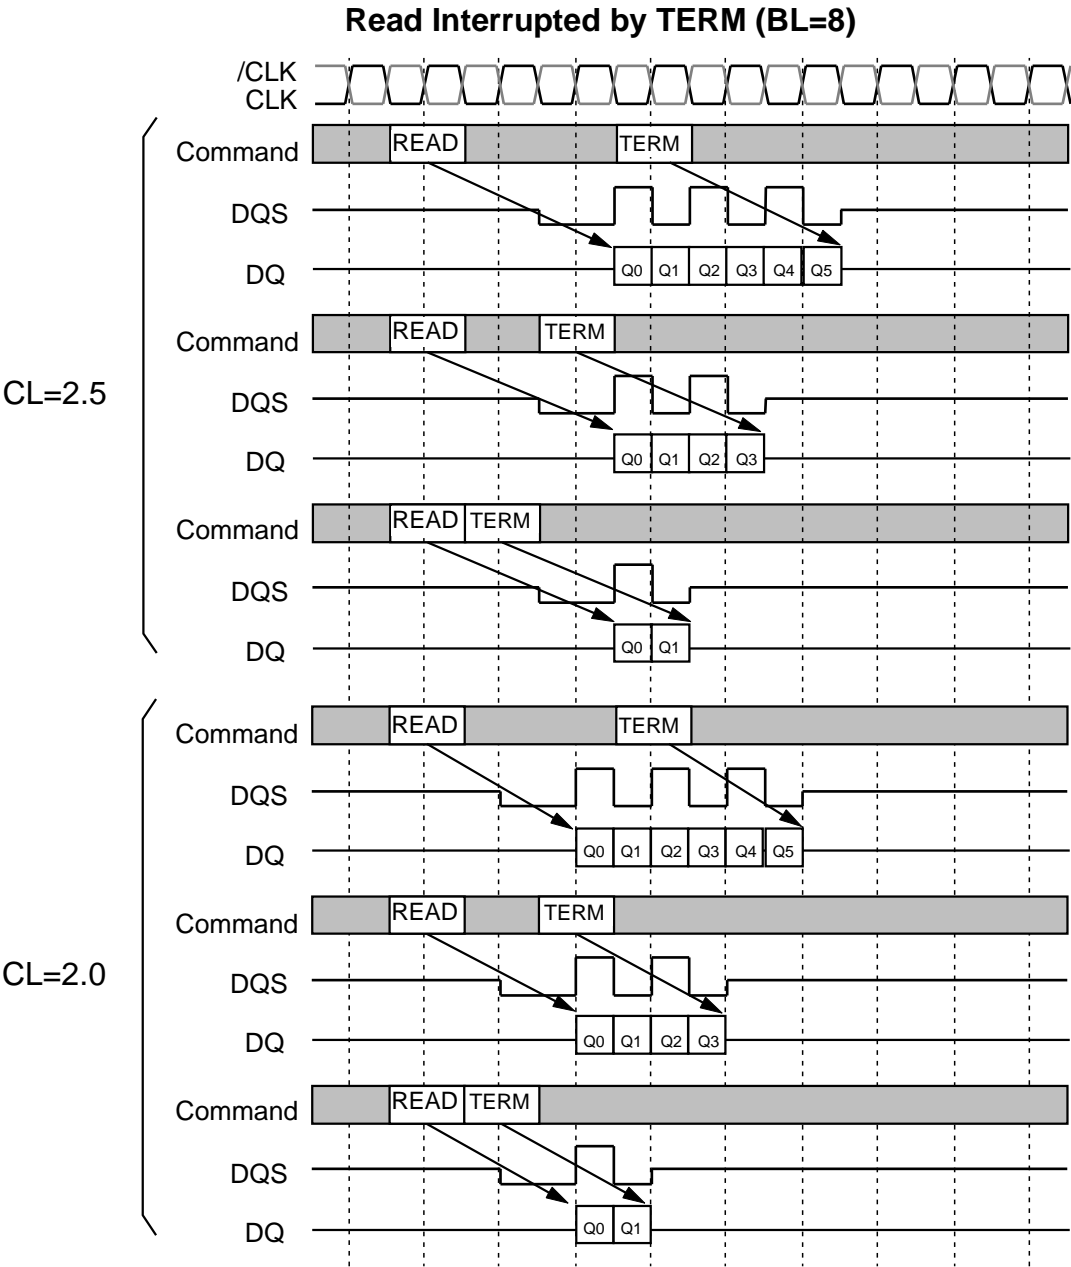 Read Interrupted by TERM (BL=8)
/CLK
CLK
Command READ TERM
DQS
DQ Q0 Q1 Q2 Q3 Q4 Q5
Command READ TERM
CL=2.5
DQS
DQ Q0 Q1 Q2 Q3
Command READ TERM
DQS
DQ Q0 Q1
Command READ TERM
DQS
DQ Q0 Q1 Q2 Q3 Q4 Q5
Command READ TERM
CL=2.0
DQS
DQ Q0 Q1 Q2 Q3
Command READ TERM
DQS
DQ Q0 Q1